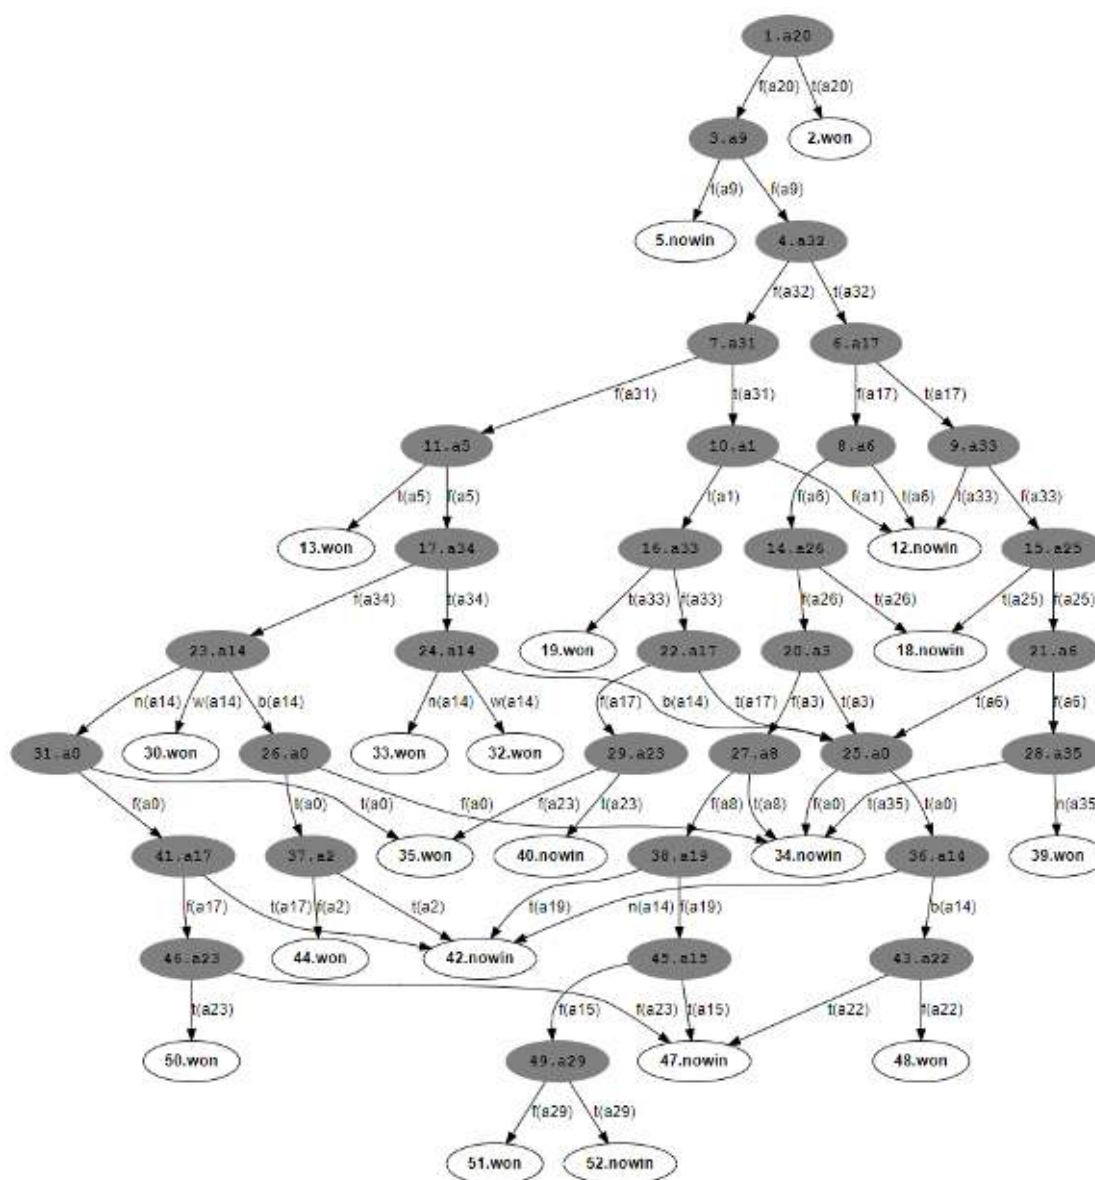 1.a20
f(a20) t(a20)
3.a9 2.won
t(a9) f(a9)
5.nowin 4.a32
f(a32) t(a32)
7.a31 6.a17
f(a31) t(a31) f(a17) t(a17)
11.a5 10.a1 8.a6 9.a33
t(a5) f(a5) t(a1) f(a6) f(a1) t(a6) t(a33) f(a33)
13.won 17.a34 16.a33 14.a26 12.nowin 15.a25
f(a34) t(a34) t(a33) f(a33) f(a26) t(a26) t(a25) f(a25)
23.a14 24.a14 19.won 22.a17 20.a3 18.nowin 21.a6
n(a14) w(a14) b(a14) n(a14) w(a14) f(a17) b(a14) t(a17) f(a3) t(a3) t(a6) f(a6)
31.a0 30.won 26.a0 33.won 32.won 29.a23 27.a8 25.a0 28.a35
f(a0) t(a0) t(a0) f(a0) f(a23) t(a23) f(a8) t(a8) f(a0) t(a35) t(a0) n(a35)
41.a17 37.a2 35.won 40.nowin 38.a19 34.nowin 36.a14 39.won
f(a17) t(a17) f(a2) t(a2) t(a19) n(a14) f(a19) b(a14)
46.a23 44.won 42.nowin 45.a15 43.a22
t(a23) f(a15) f(a23) t(a15) t(a22) f(a22)
50.won 49.a29 47.nowin 48.won
f(a29) t(a29)
51.won 52.nowin